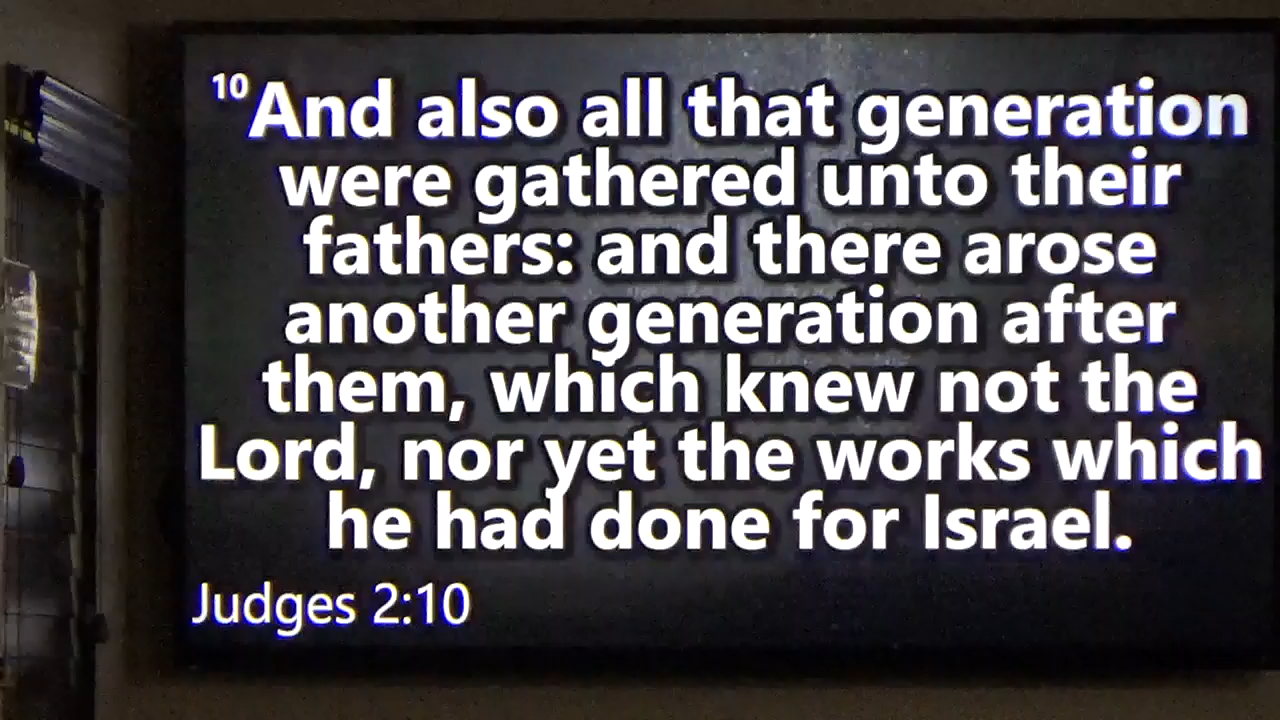 10And also all that generation
were gathered unto their
fathers: and there arose
another generation after
them, which knew not the
Lord, nor yet the works which
he had done for Israel.
Judges 2:10